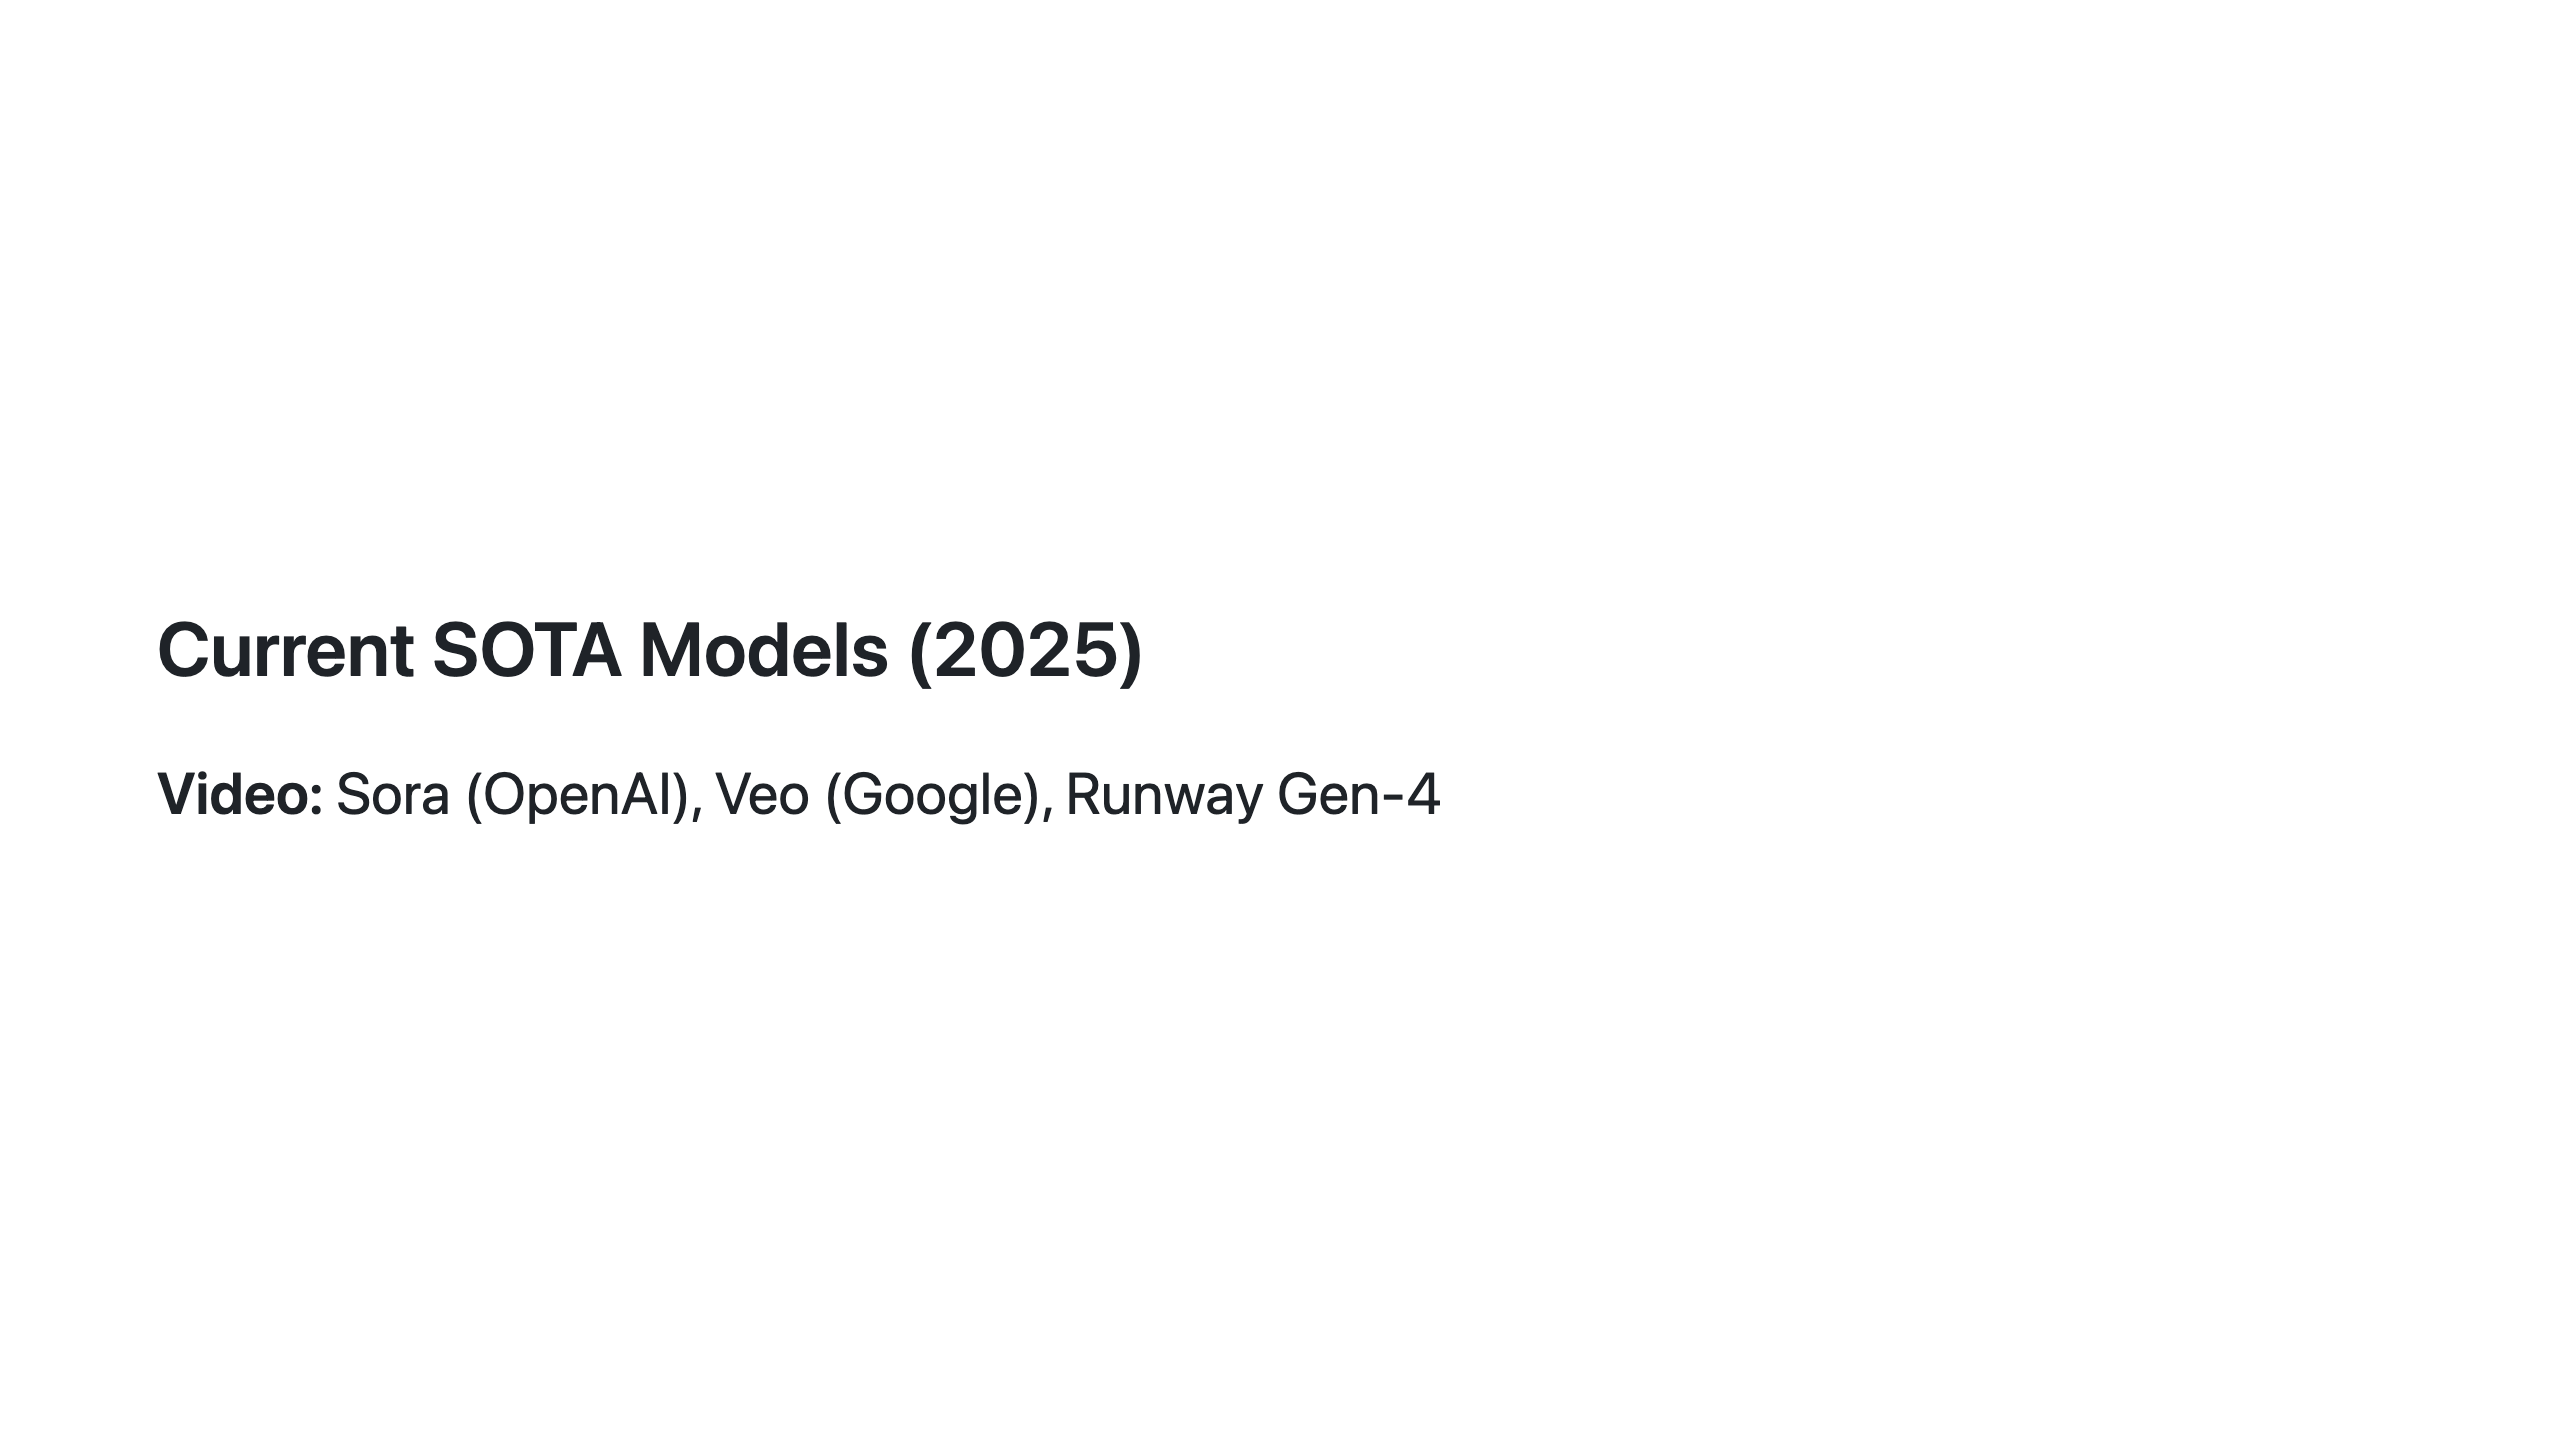 Current SOTA Models (2025)
Video: Sora (OpenAI), Veo (Google), Runway Gen-4